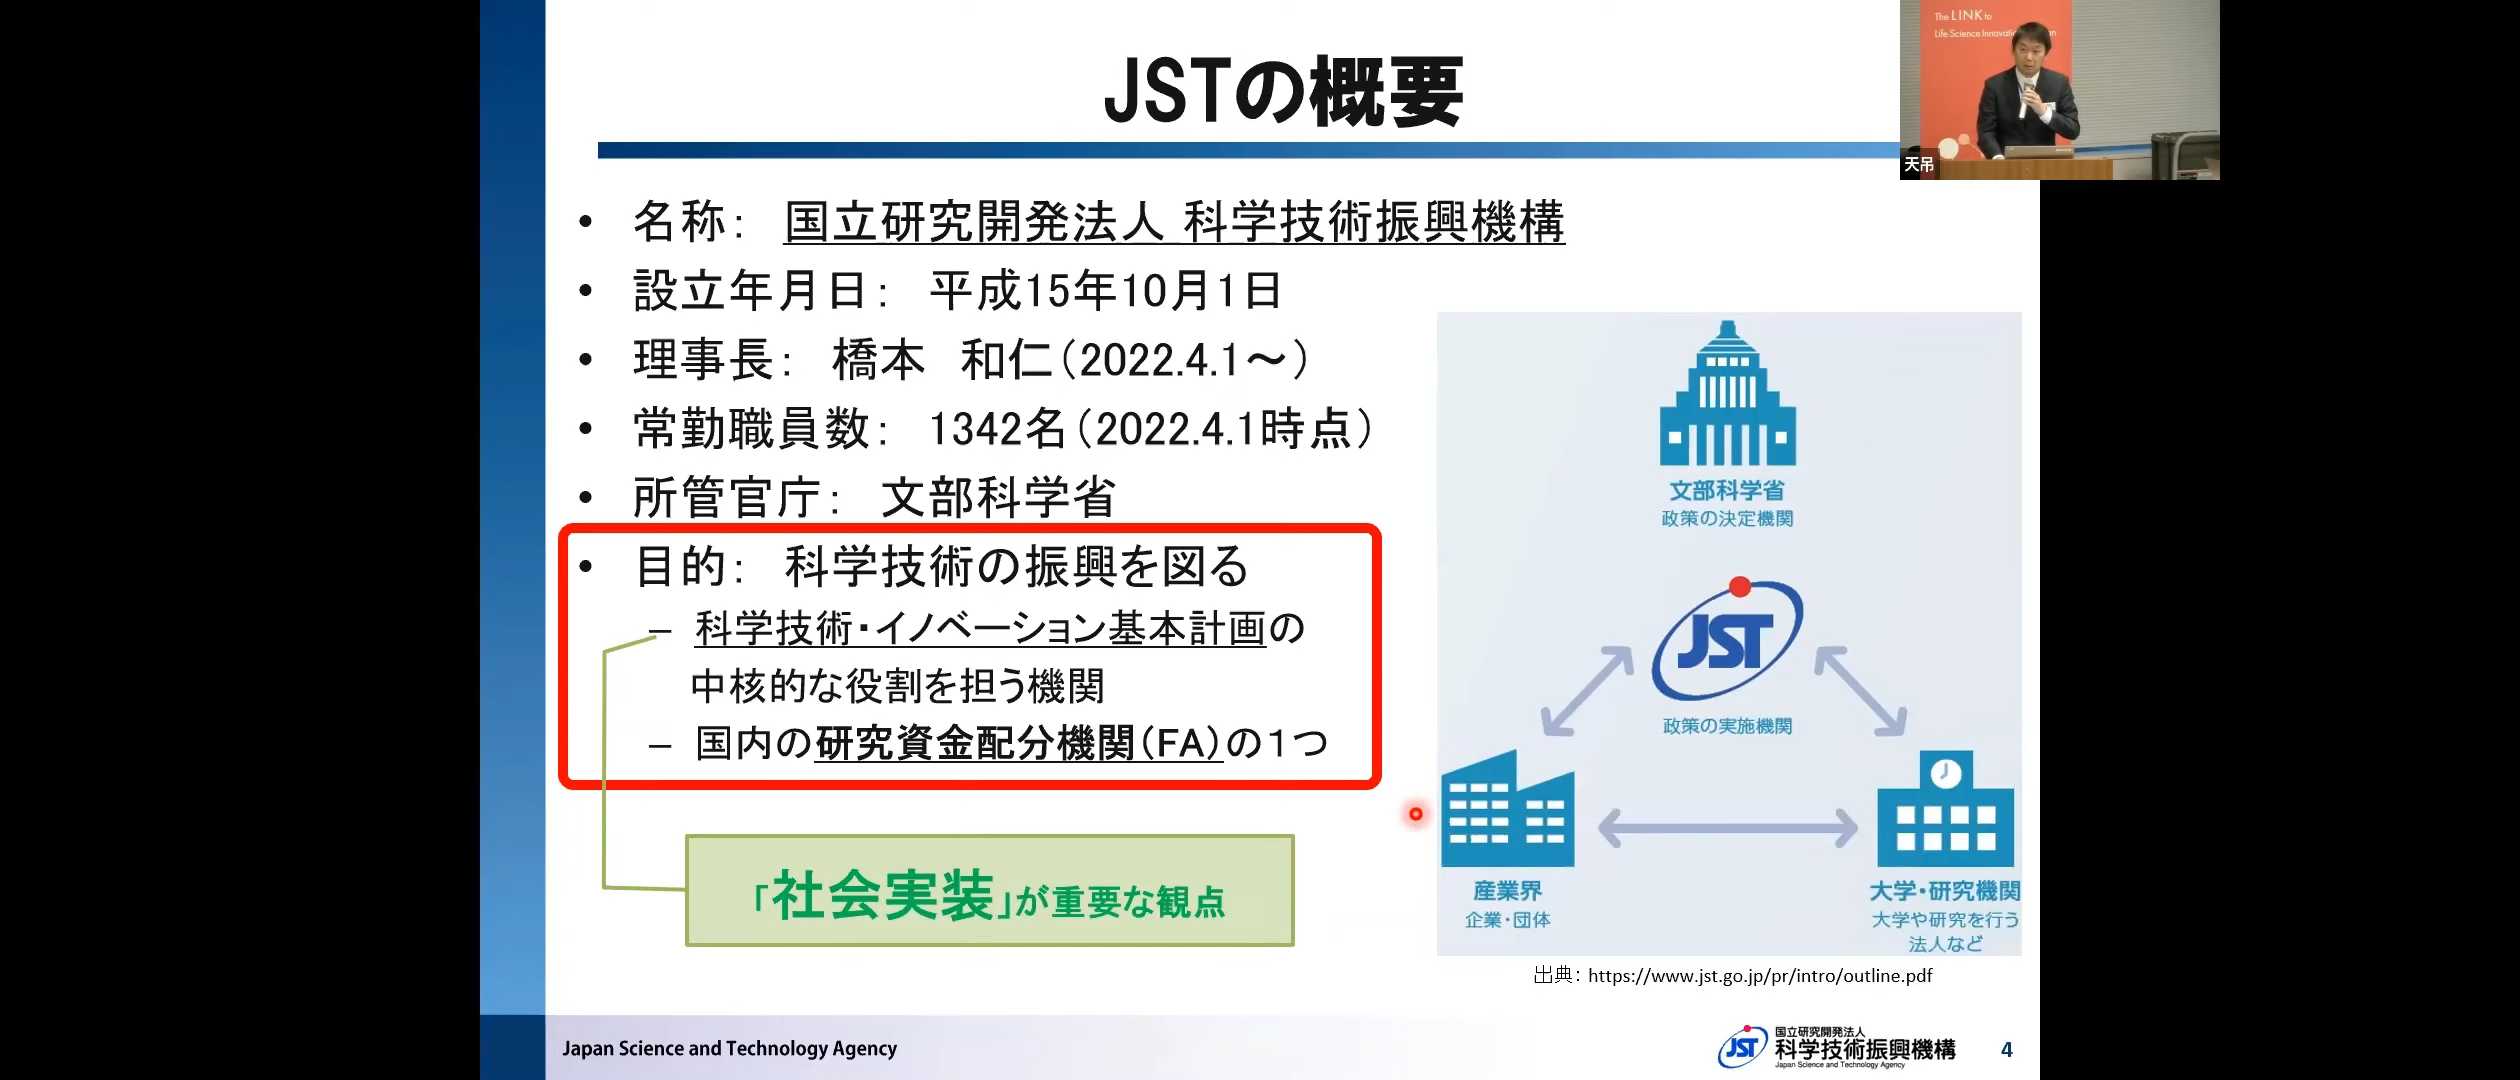 JSTの概要
The LINK to
Life Science Innovation
天吊
• 名称： 国立研究開発法人 科学技術振興機構
• 設立年月日： 平成15年10月1日
• 理事長： 橋本　和仁（2022.4.1～）
• 常勤職員数： 1342名（2022.4.1時点）
• 所管官庁： 文部科学省
• 目的： 科学技術の振興を図る
– 科学技術・イノベーション基本計画の
中核的な役割を担う機関
– 国内の研究資金配分機関（FA）の１つ
「社会実装」が重要な観点
文部科学省
政策の決定機関
JST
政策の実施機関
産業界
企業・団体
大学・研究機関
大学や研究を行う
法人など
出典： https://www.jst.go.jp/pr/intro/outline.pdf
Japan Science and Technology Agency
JST
国立研究開発法人
科学技術振興機構
Japan Science and Technology Agency
4